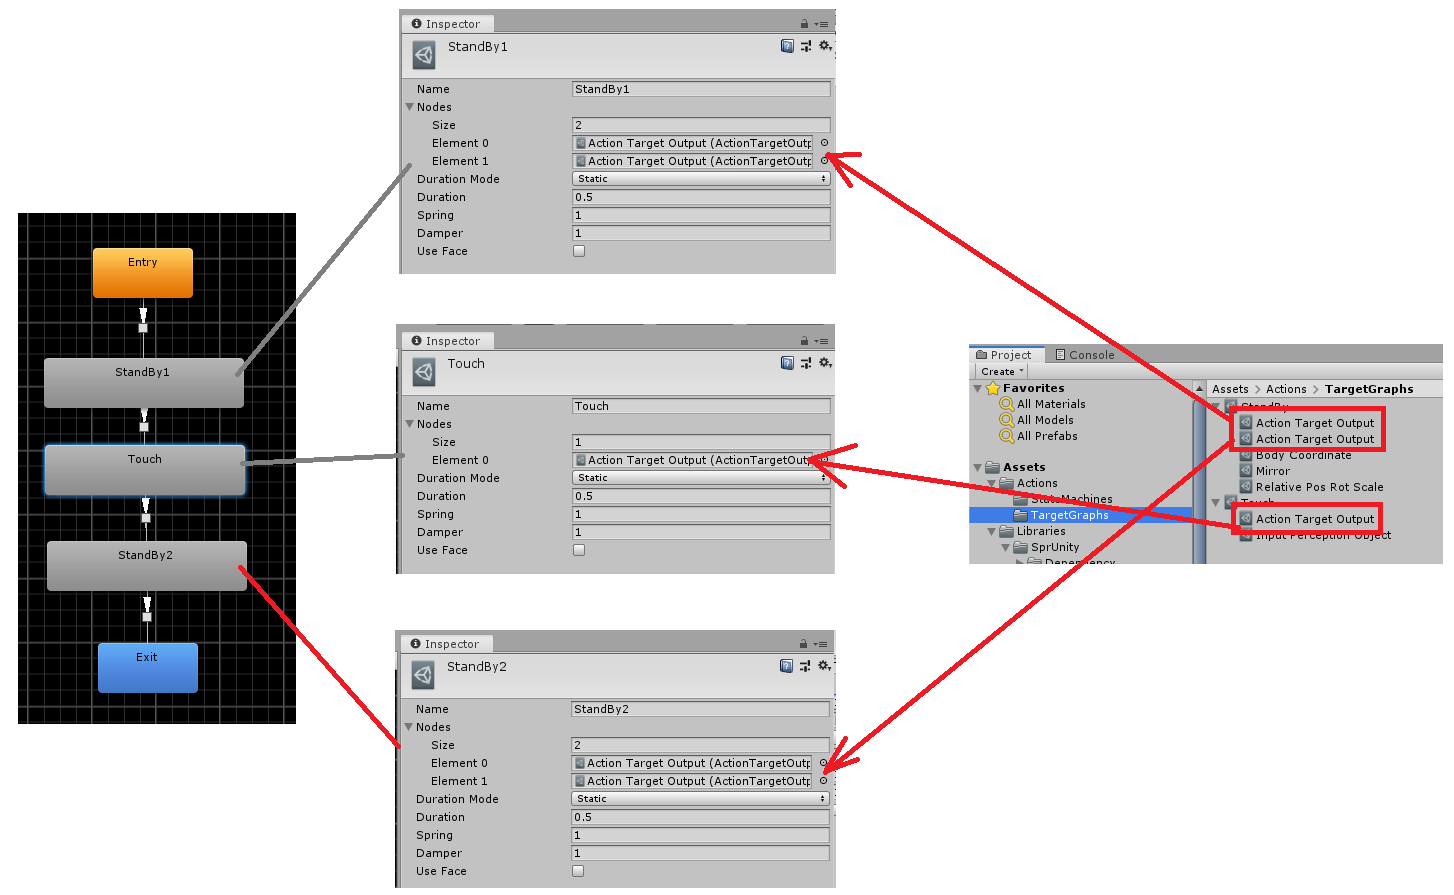 Entry
StandBy1
Touch
StandBy2
Exit
Inspector
StandBy1
Name StandBy1
Nodes
Size 2
Element 0 Action Target Output (ActionTargetOutp
Element 1 Action Target Output (ActionTargetOutp
Duration Mode Static
Duration 0.5
Spring 1
Damper 1
Use Face
Inspector
Touch
Name Touch
Nodes
Size 1
Element 0 Action Target Output (ActionTargetOutp
Duration Mode Static
Duration 0.5
Spring 1
Damper 1
Use Face
Inspector
StandBy2
Name StandBy2
Nodes
Size 2
Element 0 Action Target Output (ActionTargetOutp
Element 1 Action Target Output (ActionTargetOutp
Duration Mode Static
Duration 0.5
Spring 1
Damper 1
Use Face
Project Console
Create
Favorites
All Materials
All Models
All Prefabs
Assets
Actions
StateMachines
TargetGraphs
Libraries
SprUnity
Dependency
Assets > Actions > TargetGraphs
StandBy
Action Target Output
Action Target Output
Body Coordinate
Mirror
Relative Pos Rot Scale
Touch
Action Target Output
Input Perception Object